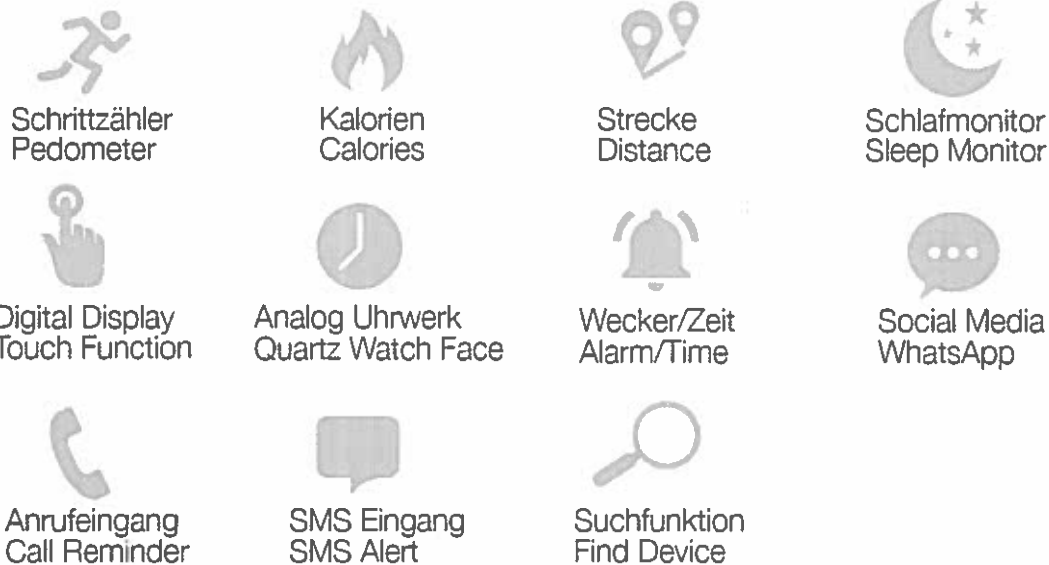 Schrittzähler
Pedometer
Kalorien
Calories
Strecke
Distance
Schlafmonitor
Sleep Monitor
Digital Display
Touch Function
Analog Uhrwerk
Quartz Watch Face
Wecker/Zeit
Alarm/Time
Social Media
WhatsApp
Anrufeingang
Call Reminder
SMS Eingang
SMS Alert
Suchfunktion
Find Device